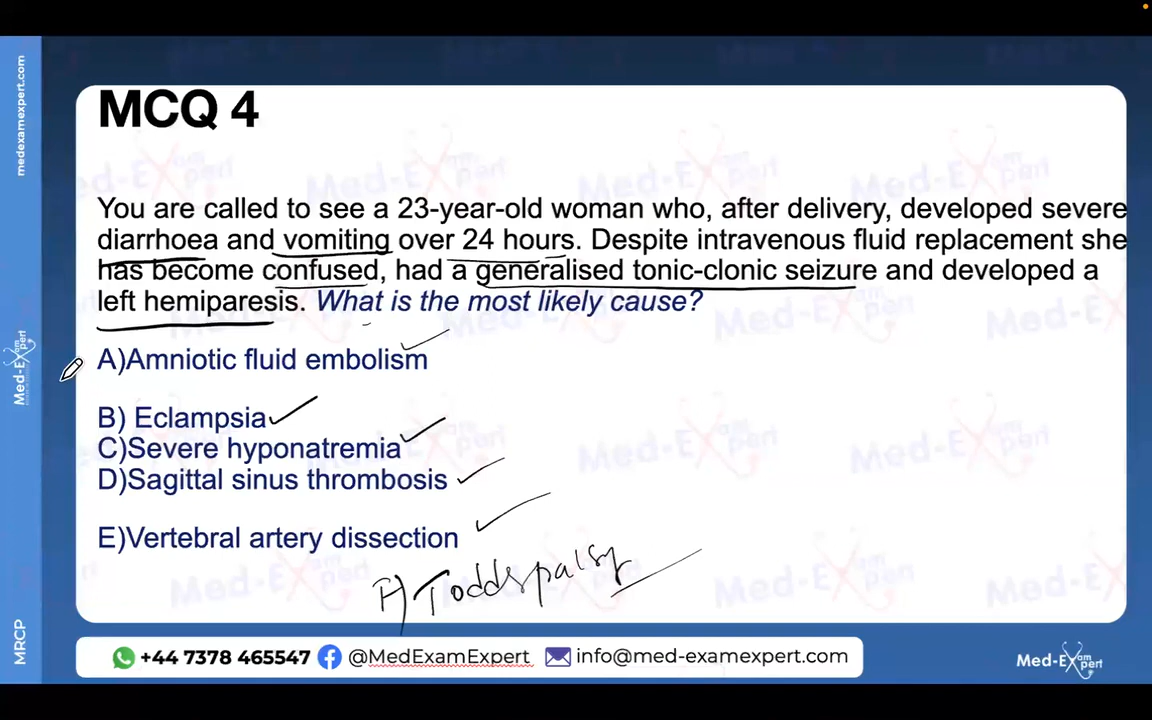 medexamexpert.com
Med-Expert
MRCP
MCQ 4
You are called to see a 23-year-old woman who, after delivery, developed severe
diarrhoea and vomiting over 24 hours. Despite intravenous fluid replacement she
has become confused, had a generalised tonic-clonic seizure and developed a
left hemiparesis. What is the most likely cause?
A)Amniotic fluid embolism
B) Eclampsia
C)Severe hyponatremia
D)Sagittal sinus thrombosis
E)Vertebral artery dissection
F) Todds palsy
+44 7378 465547 @MedExamExpert info@med-examexpert.com
Med-Exam Expert